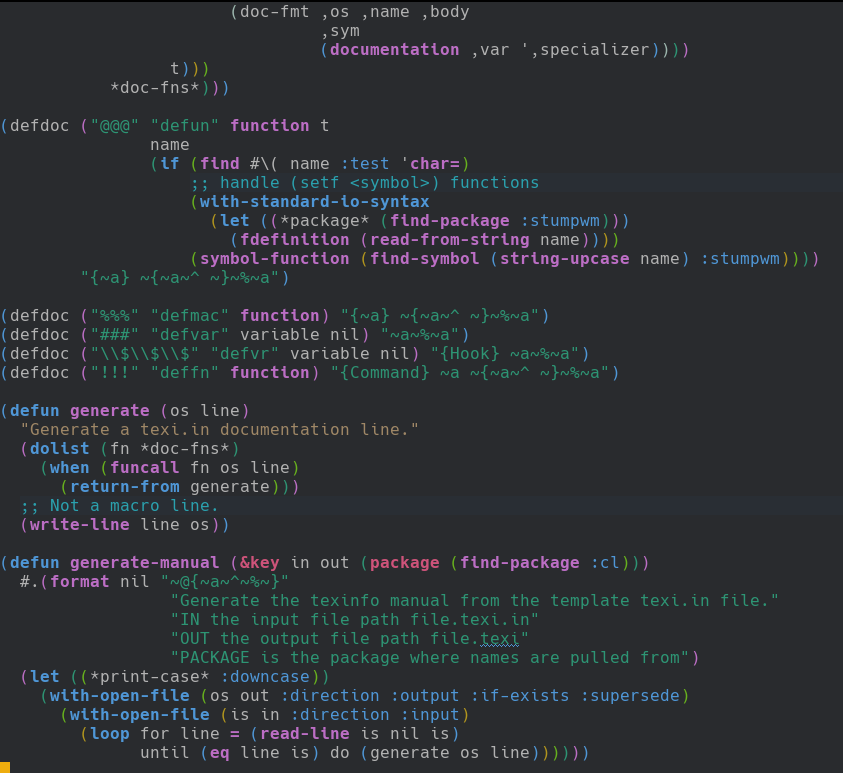 (doc-fmt ,os ,name ,body
,sym
(documentation ,var ',specializer))))
t)))
*doc-fns*)))
(defdoc ("@@@" "defun" function t
name
(if (find #\( name :test 'char=)
;; handle (setf <symbol>) functions
(with-standard-io-syntax
(let ((*package* (find-package :stumpwm)))
(fdefinition (read-from-string name))))
(symbol-function (find-symbol (string-upcase name) :stumpwm))))
"{~a} ~{~a~^ ~}~%~a")
(defdoc ("%%%" "defmac" function) "{~a} ~{~a~^ ~}~%~a")
(defdoc ("###" "defvar" variable nil) "~a~%~a")
(defdoc ("\\$\\$\\$" "defvr" variable nil) "{Hook} ~a~%~a")
(defdoc ("!!!" "deffn" function) "{Command} ~a ~{~a~^ ~}~%~a")
(defun generate (os line)
"Generate a texi.in documentation line."
(dolist (fn *doc-fns*)
(when (funcall fn os line)
(return-from generate)))
;; Not a macro line.
(write-line line os))
(defun generate-manual (&key in out (package (find-package :cl)))
#.(format nil "~@{~a~^~%~}"
"Generate the texinfo manual from the template texi.in file."
"IN the input file path file.texi.in"
"OUT the output file path file.texi"
"PACKAGE is the package where names are pulled from")
(let ((*print-case* :downcase))
(with-open-file (os out :direction :output :if-exists :supersede)
(with-open-file (is in :direction :input)
(loop for line = (read-line is nil is)
until (eq line is) do (generate os line))))))